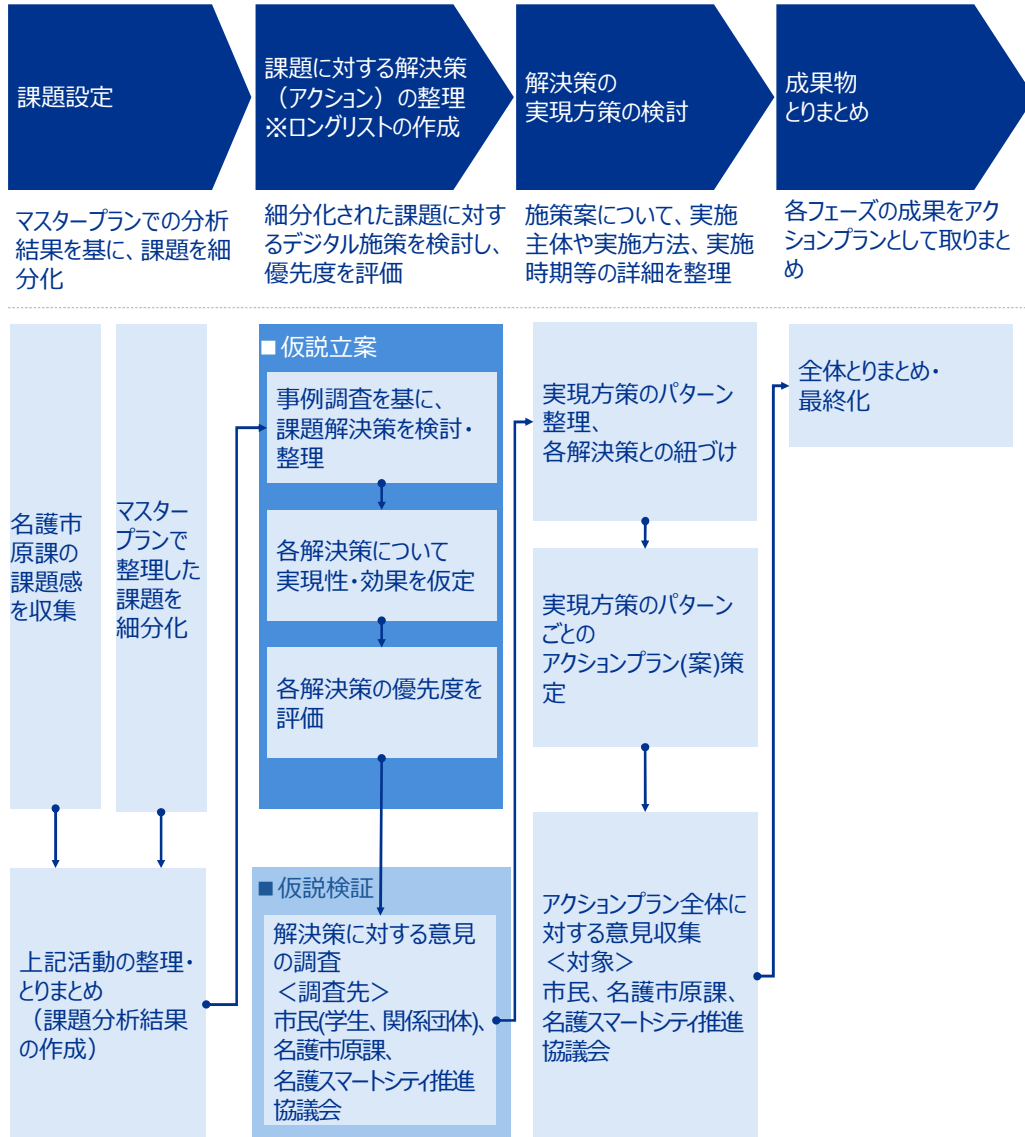 課題設定
課題に対する解決策
（アクション）の整理
※ロングリストの作成
解決策の
実現方策の検討
成果物
とりまとめ
マスタープランでの分析
結果を基に、課題を細
分化
細分化された課題に対す
るデジタル施策を検討し、
優先度を評価
施策案について、実施
主体や実施方法、実施
時期等の詳細を整理
各フェーズの成果をアク
ションプランとして取りまと
め
名護市
原課の
課題感
を収集
マスター
プランで
整理した
課題を
細分化
上記活動の整理・
とりまとめ
（課題分析結果
の作成）
■ 仮説立案
事例調査を基に、
課題解決策を検討・
整理
各解決策について
実現性・効果を仮定
各解決策の優先度を
評価
■ 仮説検証
解決策に対する意見
の調査
＜調査先＞
市民(学生、関係団体)、
名護市原課、
名護スマートシティ推進
協議会
実現方策のパターン
整理、
各解決策との紐づけ
実現方策のパターン
ごとの
アクションプラン(案)策
定
アクションプラン全体に
対する意見収集
＜対象＞
市民、名護市原課、
名護スマートシティ推進
協議会
全体とりまとめ・
最終化